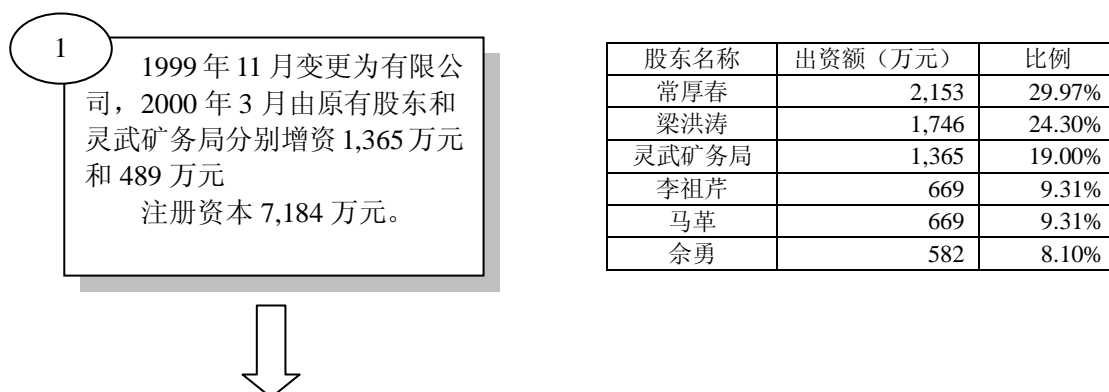 1
1999 年 11 月变更为有限公
司，2000 年 3 月由原有股东和
灵武矿务局分别增资 1,365 万元
和 489 万元
注册资本 7,184 万元。
股东名称 出资额（万元） 比例
常厚春 2,153 29.97%
梁洪涛 1,746 24.30%
灵武矿务局 1,365 19.00%
李祖芹 669 9.31%
马革 669 9.31%
佘勇 582 8.10%